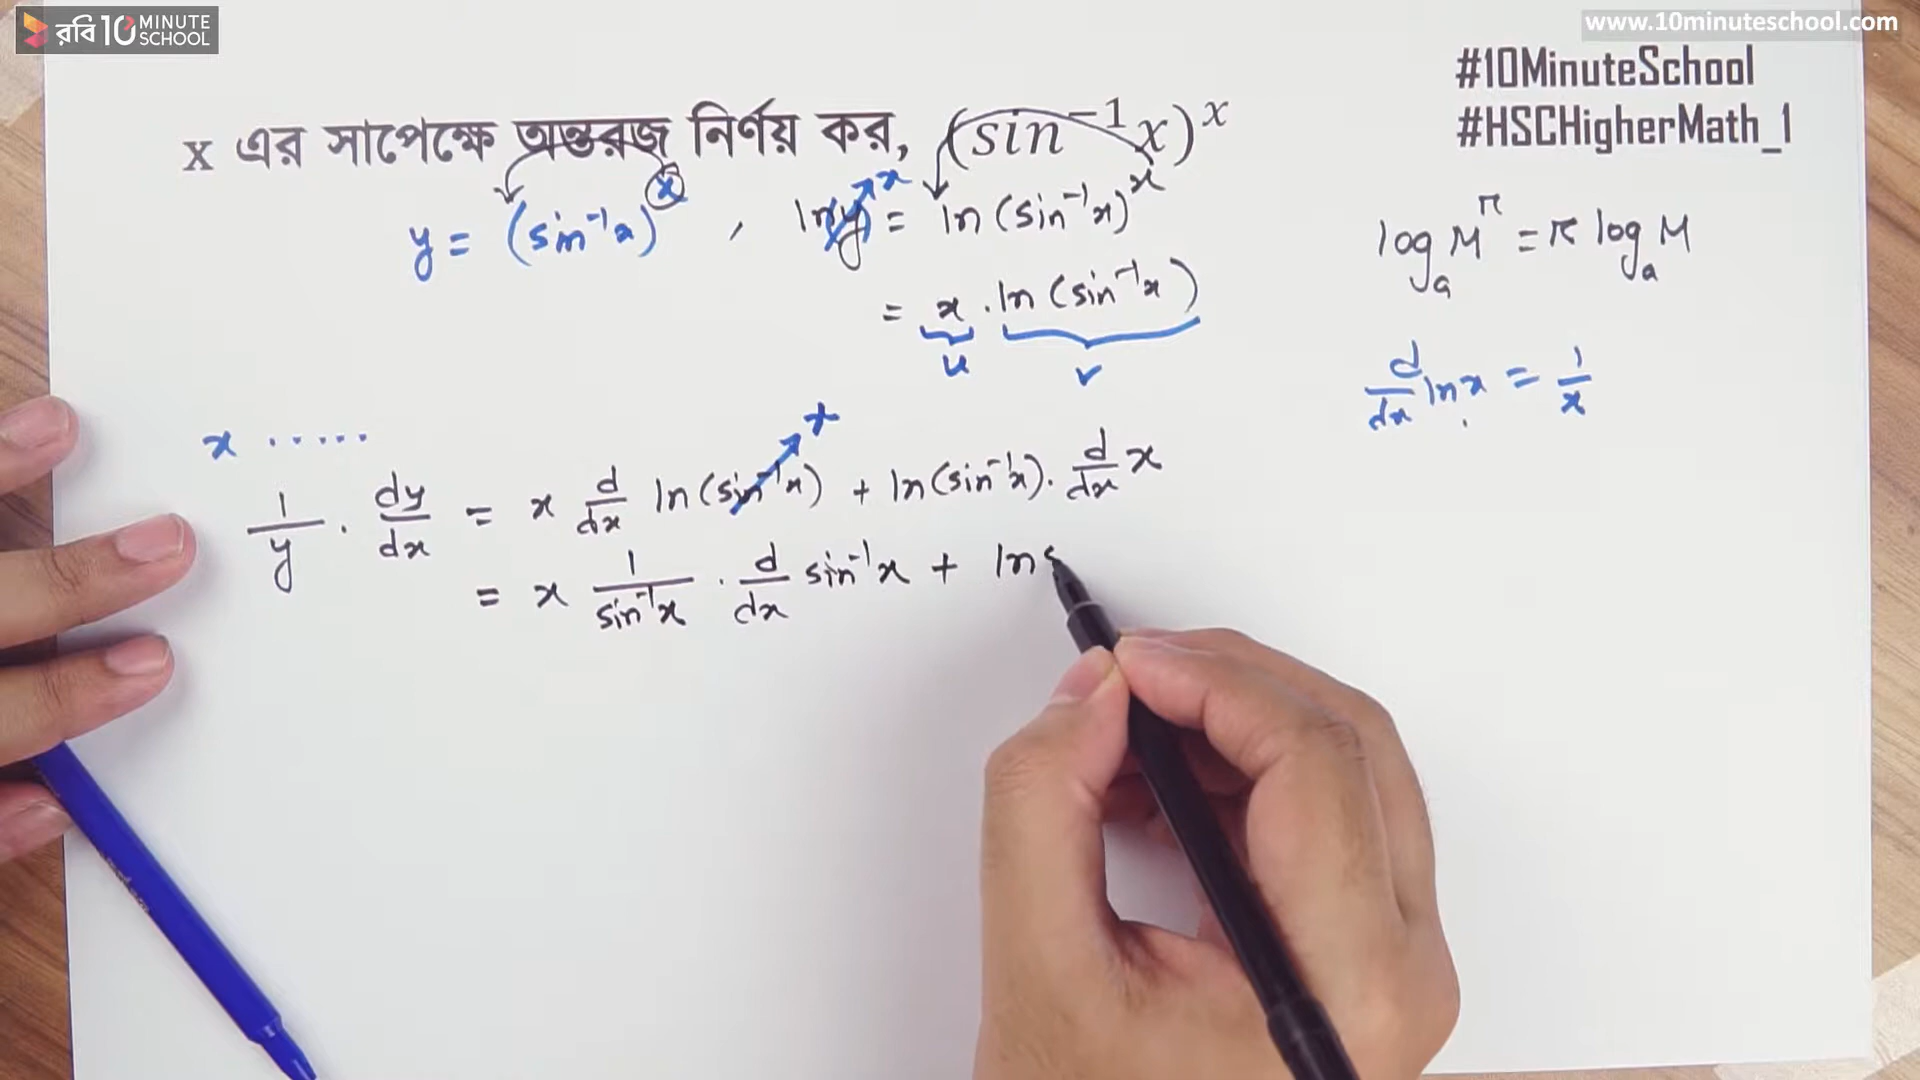 রবি 10 MINUTE SCHOOL
www.10minuteschool.com
#10MinuteSchool
#HSCHigherMath_1
x এর সাপেক্ষে অন্তরজ নির্ণয় কর, (sin⁻¹x)ˣ
y = (sin⁻¹x)ˣ , ln y = ln (sin⁻¹x)ˣ
x
= x . ln (sin⁻¹x)
u v
logₐ Mʳ = r logₐ M
d/dx ln x = 1/x
x .....
x
1/y . dy/dx = x d/dx ln (sin⁻¹x) + ln (sin⁻¹x) . d/dx x
= x 1/sin⁻¹x . d/dx sin⁻¹x + ln s